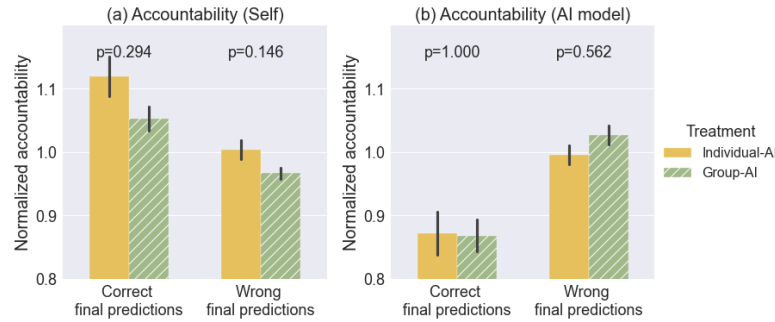 (a) Accountability (Self)
(b) Accountability (AI model)
p=0.294
p=0.146
p=1.000
p=0.562
Normalized accountability
1.1
1.0
0.9
0.8
Correct
final predictions
Wrong
final predictions
Normalized accountability
1.1
1.0
0.9
0.8
Correct
final predictions
Wrong
final predictions
Treatment
Individual-AI
Group-AI